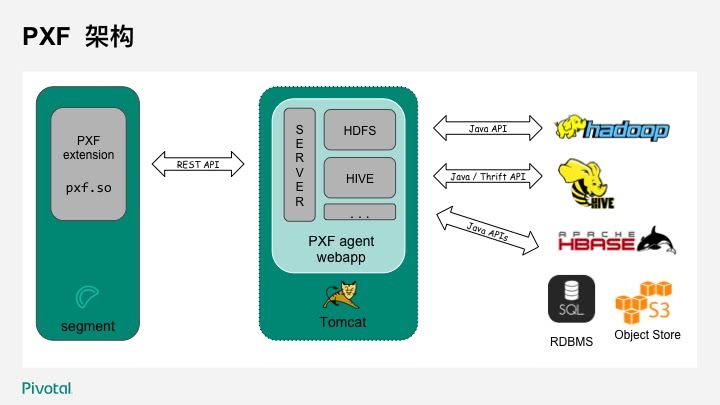 PXF 架构
PXF
extension
pxf.so
segment
REST API
SERVER
HDFS
HIVE
...
PXF agent
webapp
Tomcat
Java API
Java / Thrift API
Java APIs
hadoop
HIVE
APACHE
HBASE
SQL
RDBMS
S3
Object Store
Pivotal